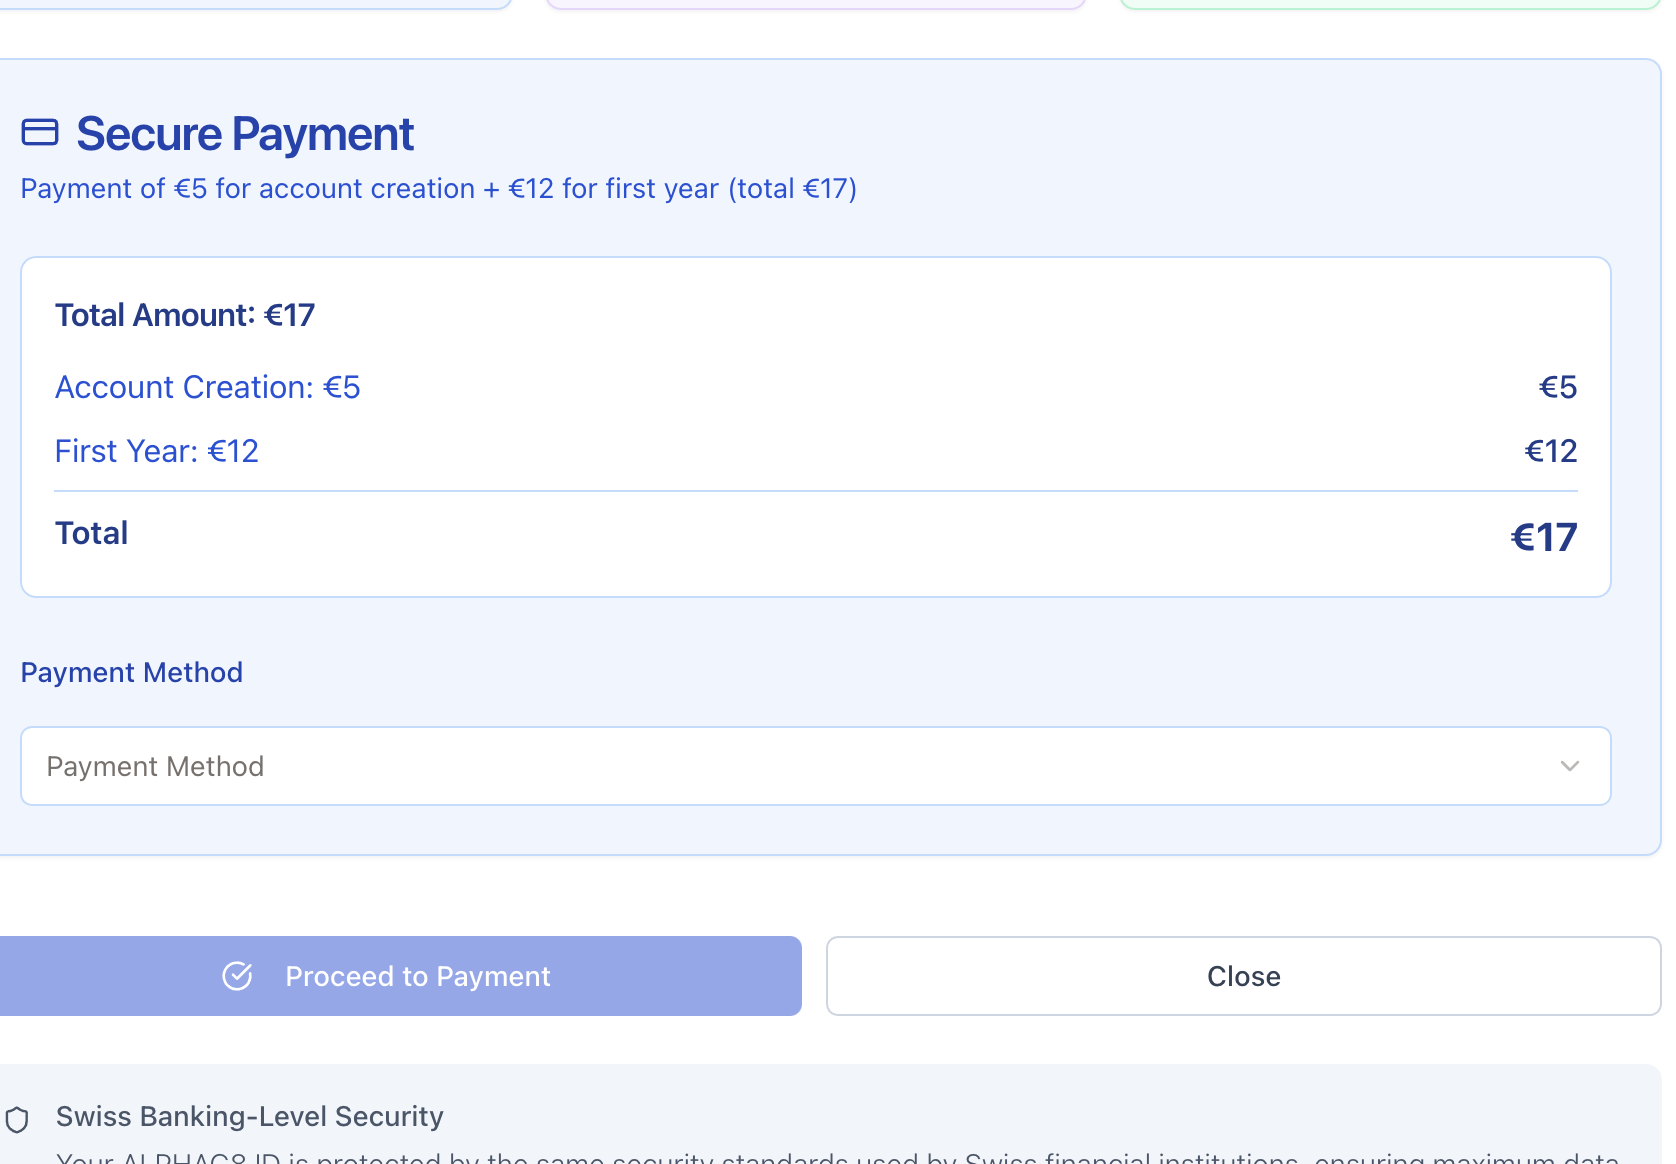 Secure Payment
Payment of €5 for account creation + €12 for first year (total €17)
Total Amount: €17
Account Creation: €5 €5
First Year: €12 €12
Total €17
Payment Method
Payment Method
Proceed to Payment Close
Swiss Banking-Level Security
Your ALPHAG8 ID is protected by the same security standards used by Swiss financial institutions, ensuring maximum data